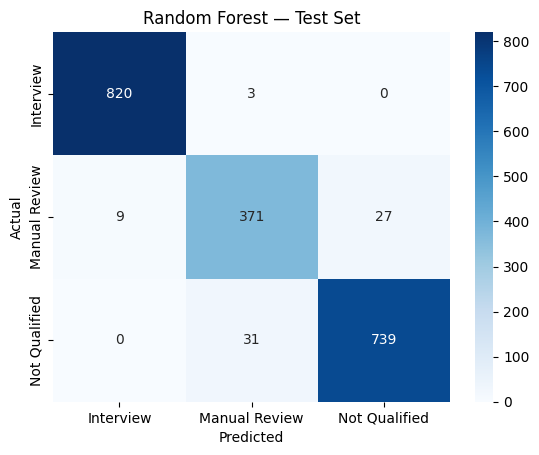 Random Forest — Test Set
Actual
Interview
Manual Review
Not Qualified
820 3 0
9 371 27
0 31 739
Interview Manual Review Not Qualified
Predicted
800
700
600
500
400
300
200
100
0